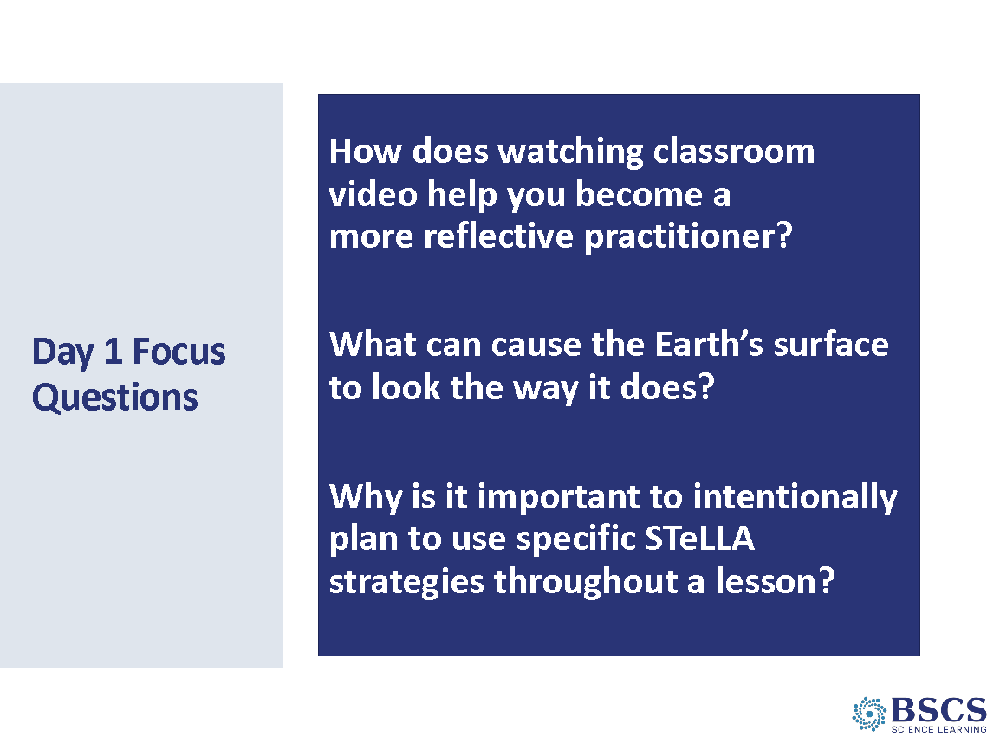 Day 1 Focus
Questions
How does watching classroom
video help you become a
more reflective practitioner?
What can cause the Earth’s surface
to look the way it does?
Why is it important to intentionally
plan to use specific STeLLA
strategies throughout a lesson?
BSCS
SCIENCE LEARNING